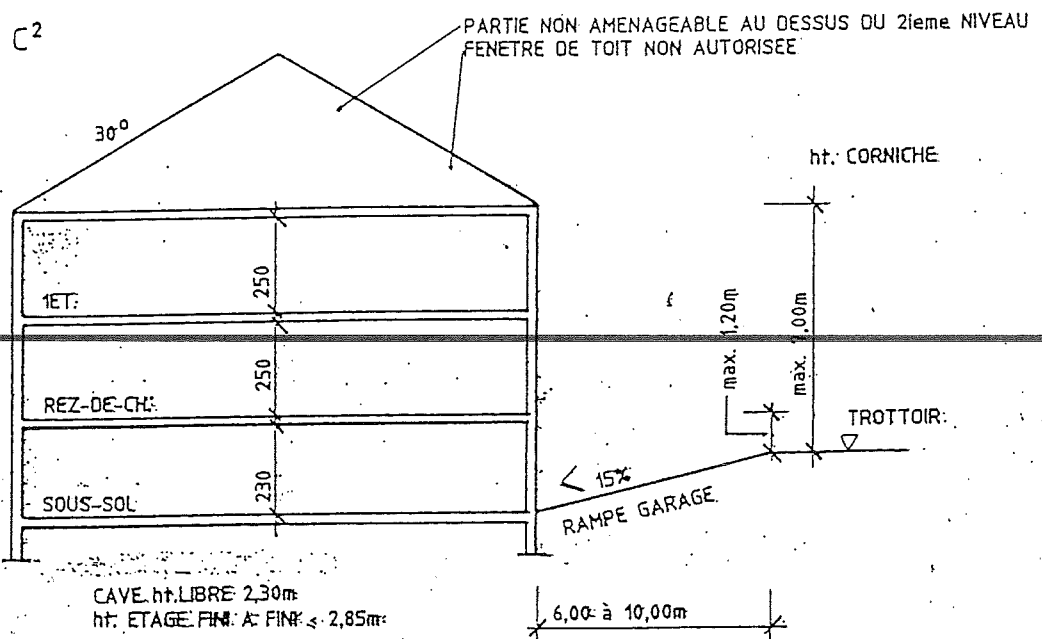 C²
PARTIE NON AMENAGEABLE AU DESSUS DU 2ieme NIVEAU
FENETRE DE TOIT NON AUTORISEE
30°
ht. CORNICHE
250
1ET.
max. 1,20m
max. 7,00m
250
REZ-DE-CH.
TROTTOIR.
230
SOUS-SOL
< 15%
RAMPE GARAGE
CAVE.ht.LIBRE 2,30m
ht. ETAGE FINI A FINI < 2,85m
6,00 à 10,00m